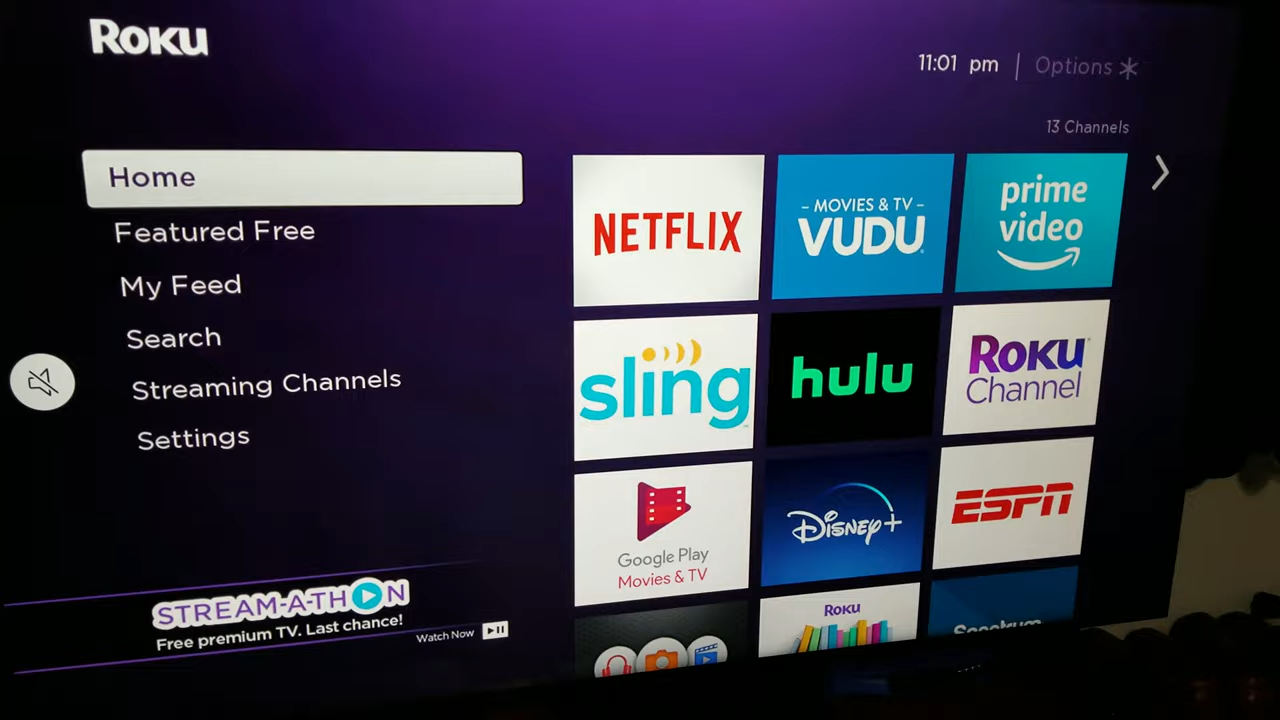 ROKU
11:01 pm | Options *
13 Channels
Home
Featured Free
My Feed
Search
Streaming Channels
Settings
STREAM-A-THON
Free premium TV. Last chance!
Watch Now
NETFLIX
– MOVIES & TV –
VUDU
prime
video
sling
hulu
ROKU
Channel
Google Play
Movies & TV
Disney+
ESPN
ROKU
Spectrum